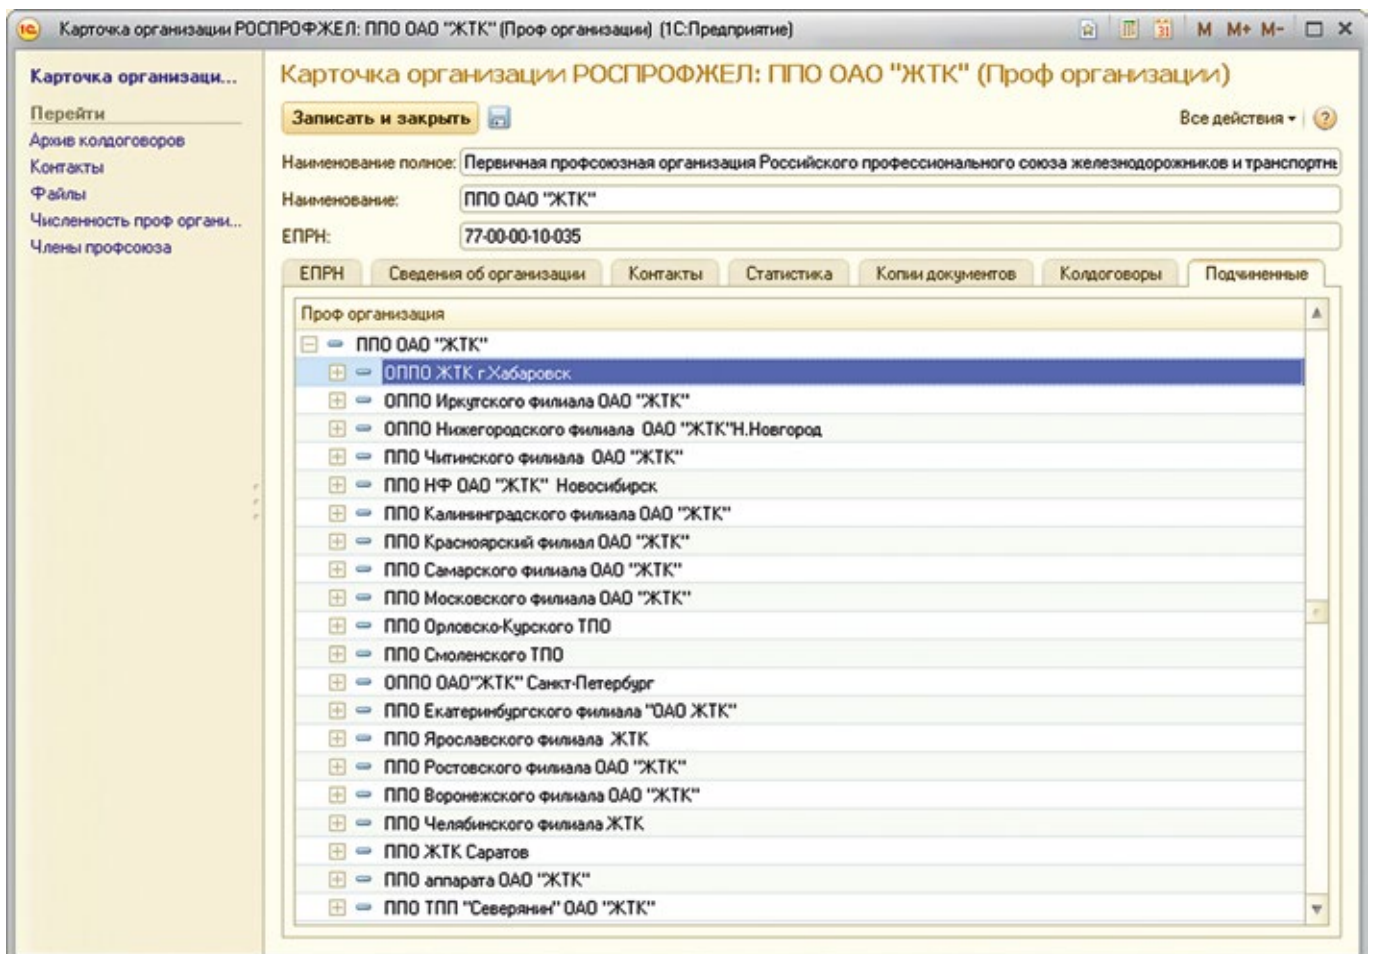 Карточка организации РОСПРОФЖЕЛ: ППО ОАО "ЖТК" (Проф организации) (1С:Предприятие)
M M+ M-
Карточка организаци...
Перейти
Архив колдоговоров
Контакты
Файлы
Численность проф органи...
Члены профсоюза
Карточка организации РОСПРОФЖЕЛ: ППО ОАО "ЖТК" (Проф организации)
Записать и закрыть
Все действия
Наименование полное: Первичная профсоюзная организация Российского профессионального союза железнодорожников и транспортны
Наименование: ППО ОАО "ЖТК"
ЕПРН: 77-00-00-10-035
ЕПРН Сведения об организации Контакты Статистика Копии документов Колдоговоры Подчиненные
Проф организация
ППО ОАО "ЖТК"
ОППО ЖТК г.Хабаровск
ОППО Иркутского филиала ОАО "ЖТК"
ОППО Нижегородского филиала ОАО "ЖТК"Н.Новгород
ППО Читинского филиала ОАО "ЖТК"
ППО НФ ОАО "ЖТК" Новосибирск
ППО Калининградского филиала ОАО "ЖТК"
ППО Красноярский филиал ОАО "ЖТК"
ППО Самарского филиала ОАО "ЖТК"
ППО Московского филиала ОАО "ЖТК"
ППО Орловско-Курского ТПО
ППО Смоленского ТПО
ОППО ОАО"ЖТК" Санкт-Петербург
ППО Екатеринбургского филиала "ОАО ЖТК"
ППО Ярославского филиала ЖТК
ППО Ростовского филиала ОАО "ЖТК"
ППО Воронежского филиала ОАО "ЖТК"
ППО Челябинского филиала ЖТК
ППО ЖТК Саратов
ППО аппарата ОАО "ЖТК"
ППО ТПП "Северянин" ОАО "ЖТК"